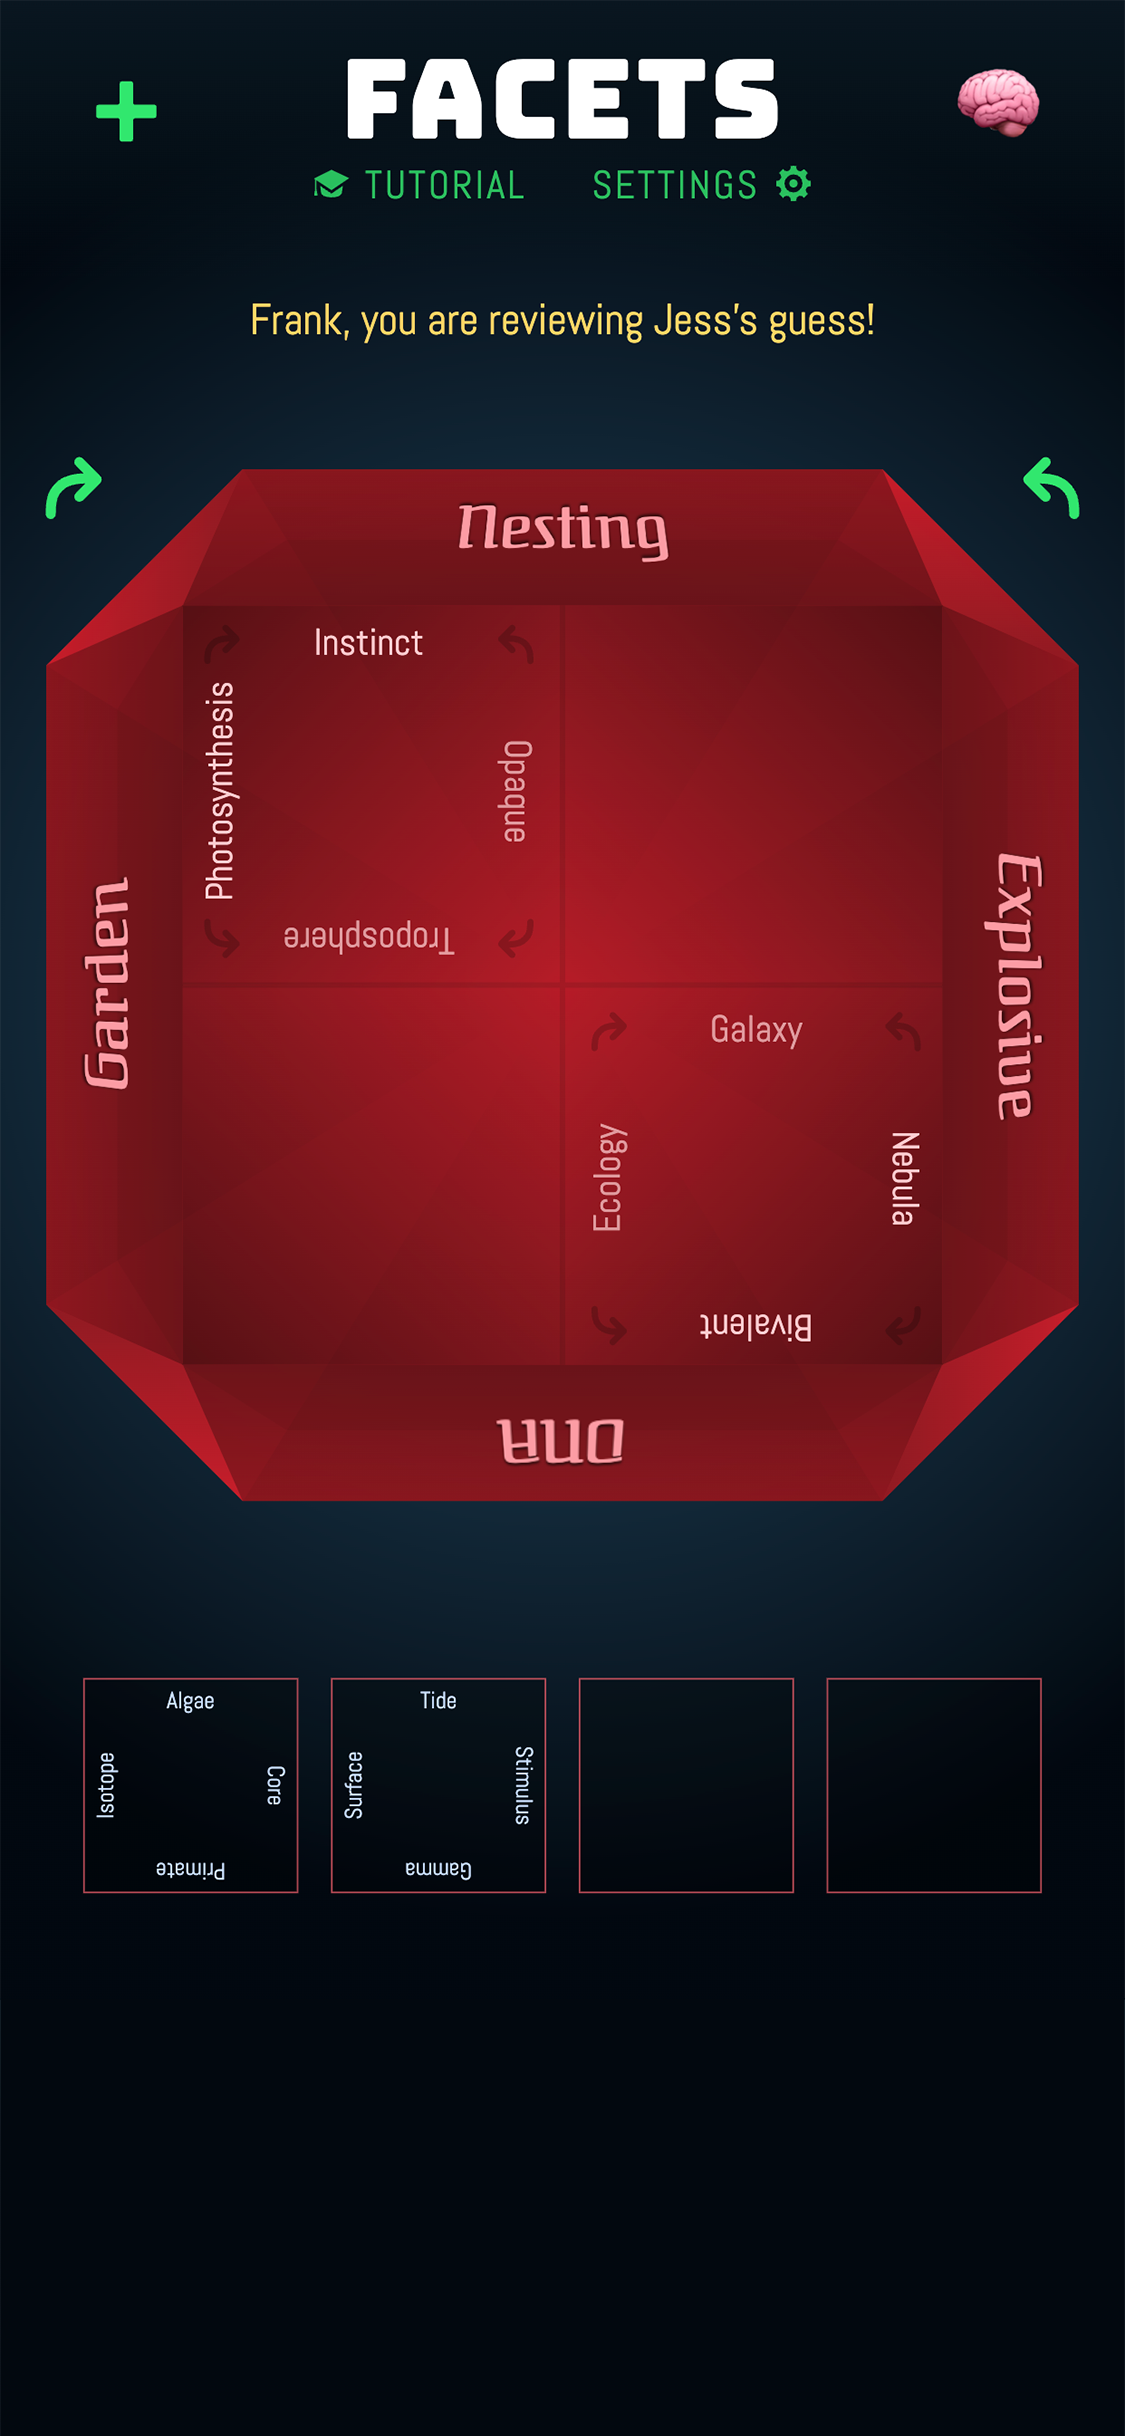 FACETS
TUTORIAL SETTINGS
Frank, you are reviewing Jess's guess!
Nesting
Instinct
Photosynthesis
Opaque
Troposphere
Garden
Explosive
Galaxy
Ecology
Nebula
Bivalent
DNA
Algae
Isotope
Core
Primate
Tide
Surface
Stimulus
Gamma